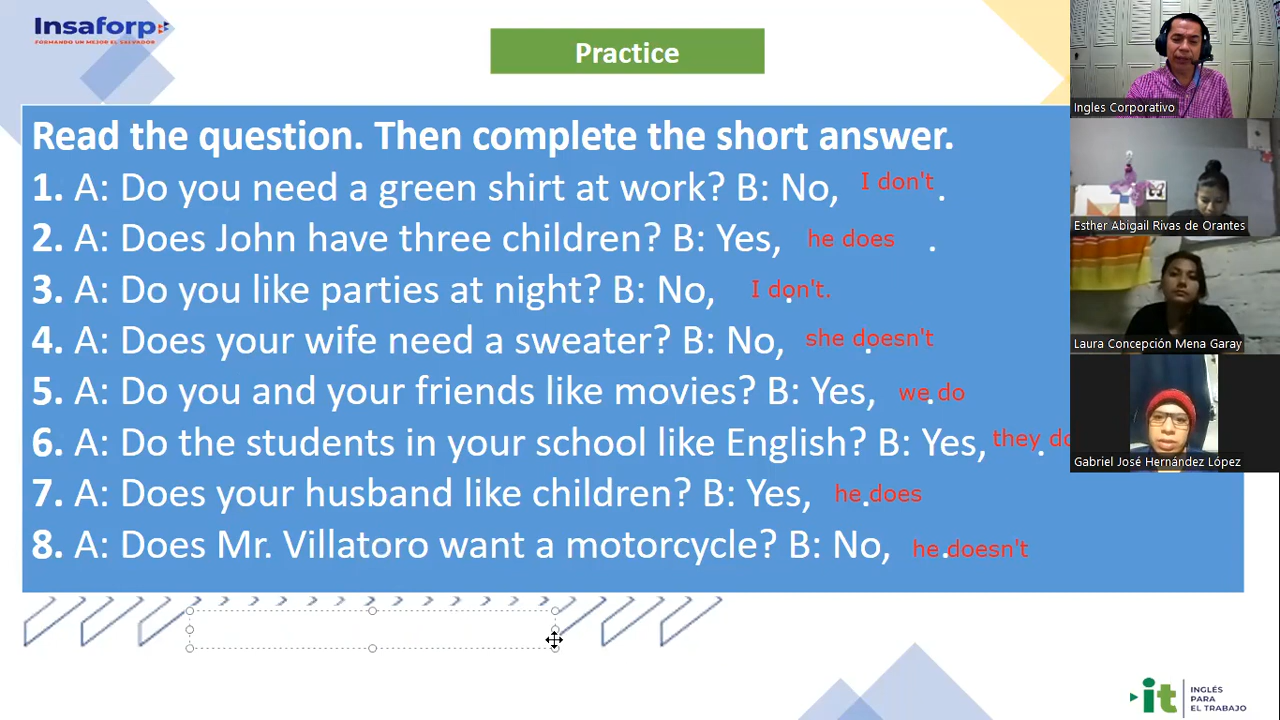 Insaforp
FORMANDO UN MEJOR EL SALVADOR
Practice
Read the question. Then complete the short answer.
1. A: Do you need a green shirt at work? B: No, I don't.
2. A: Does John have three children? B: Yes, he does.
3. A: Do you like parties at night? B: No, I don't.
4. A: Does your wife need a sweater? B: No, she doesn't.
5. A: Do you and your friends like movies? B: Yes, we do.
6. A: Do the students in your school like English? B: Yes, they do.
7. A: Does your husband like children? B: Yes, he does.
8. A: Does Mr. Villatoro want a motorcycle? B: No, he doesn't.
Ingles Corporativo
Esther Abigail Rivas de Orantes
Laura Concepción Mena Garay
Gabriel José Hernández López
it
INGLÉS
PARA
EL TRABAJO